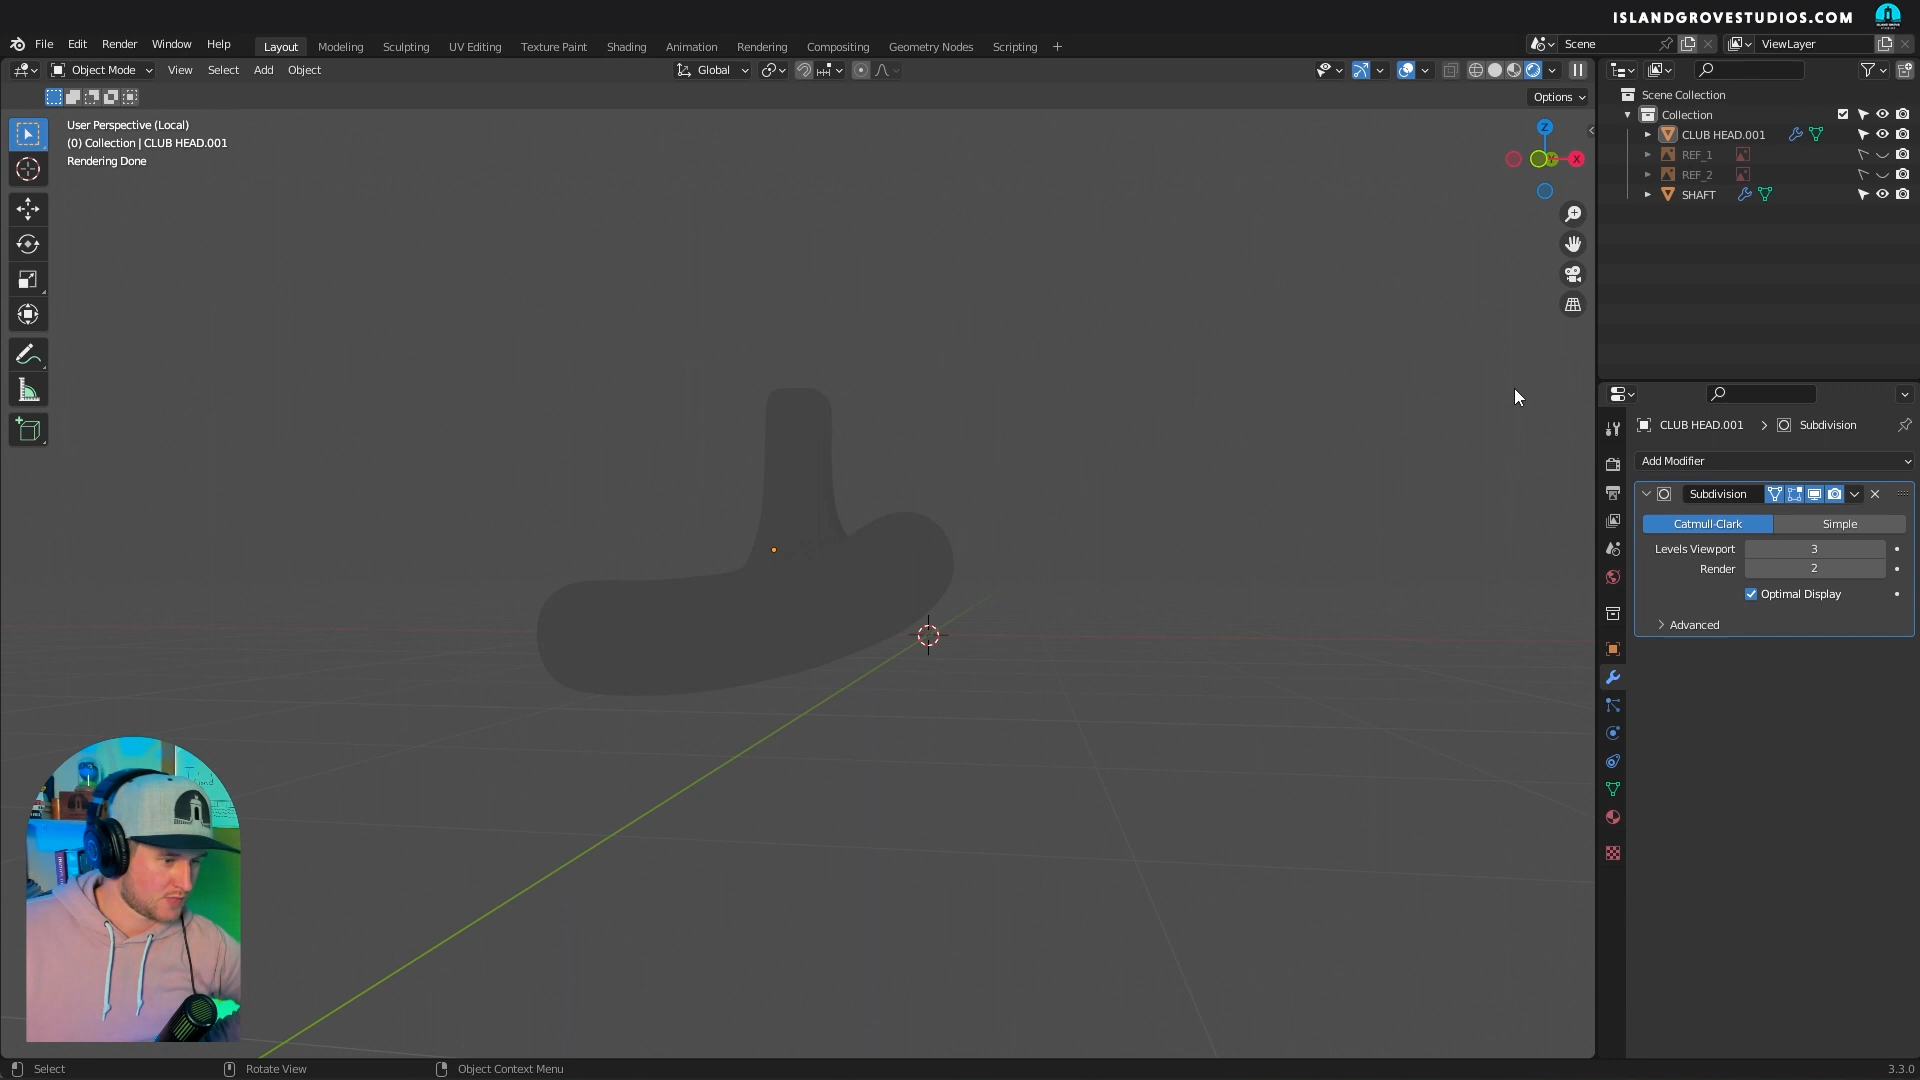 ISLANDGROVESTUDIOS.COM
File Edit Render Window Help Layout Modeling Sculpting UV Editing Texture Paint Shading Animation Rendering Compositing Geometry Nodes Scripting + Scene ViewLayer
Object Mode View Select Add Object Global
Options
User Perspective (Local)
(0) Collection | CLUB HEAD.001
Rendering Done
Z
X
Scene Collection
Collection
CLUB HEAD.001
REF_1
REF_2
SHAFT
CLUB HEAD.001 > Subdivision
Add Modifier
Subdivision
Catmull-Clark Simple
Levels Viewport 3
Render 2
Optimal Display
Advanced
Select Rotate View Object Context Menu 3.3.0